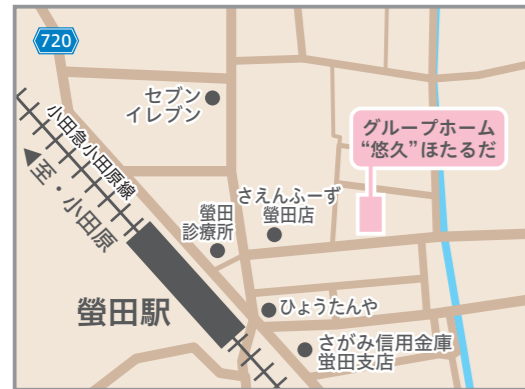 720
セブン
イレブン
小田急小田原線
至・小田原
グループホーム
“悠久”ほたるだ
さえんふーず
螢田店
螢田
診療所
螢田駅
ひょうたんや
さがみ信用金庫
蛍田支店